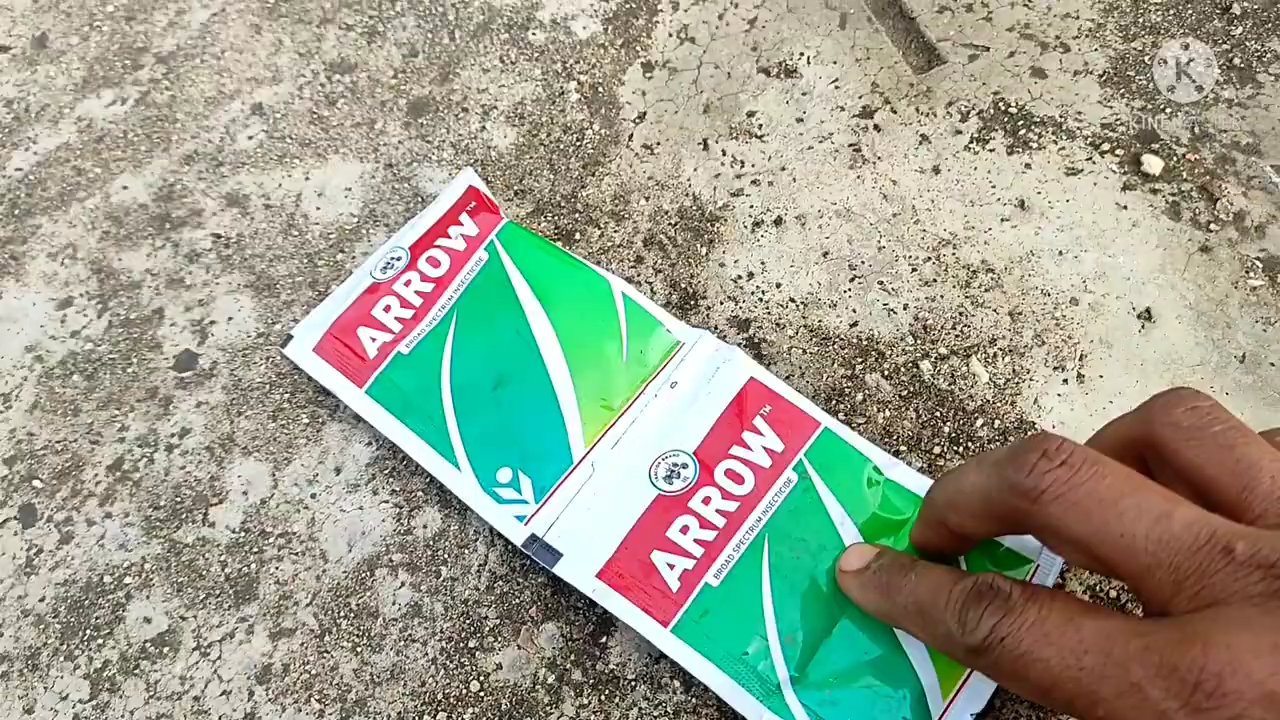 ARROW™
BROAD SPECTRUM INSECTICIDE
ARROW™
BROAD SPECTRUM INSECTICIDE
K